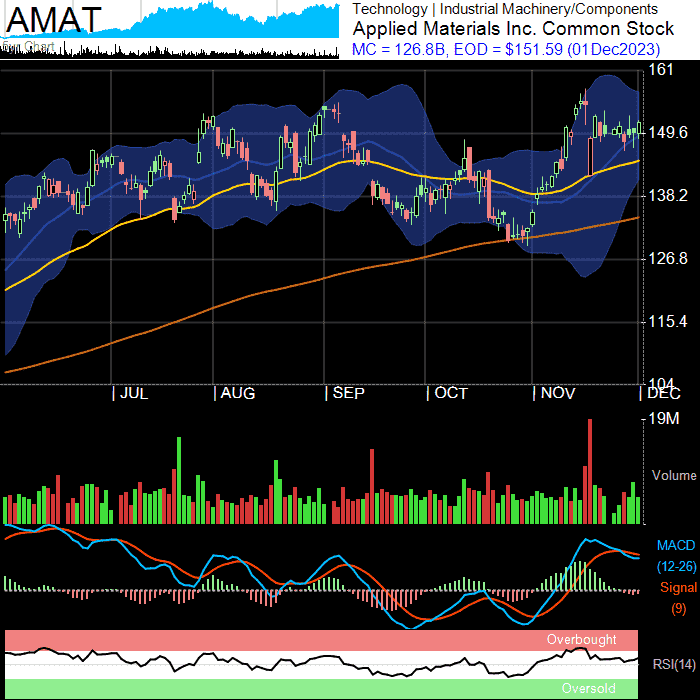 AMAT
Technology | Industrial Machinery/Components
Applied Materials Inc. Common Stock
MC = 126.8B, EOD = $151.59 (01Dec2023)
161
149.6
138.2
126.8
115.4
104
JUL
AUG
SEP
OCT
NOV
DEC
19M
Volume
MACD
(12-26)
Signal
(9)
Overbought
RSI(14)
Oversold